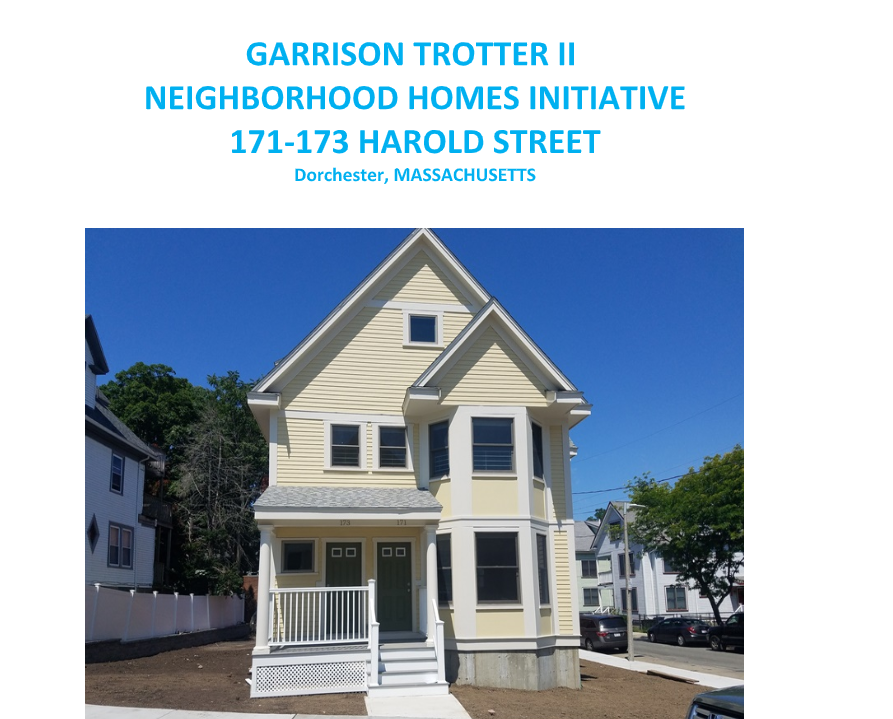 GARRISON TROTTER II
NEIGHBORHOOD HOMES INITIATIVE
171-173 HAROLD STREET
Dorchester, MASSACHUSETTS
173 171